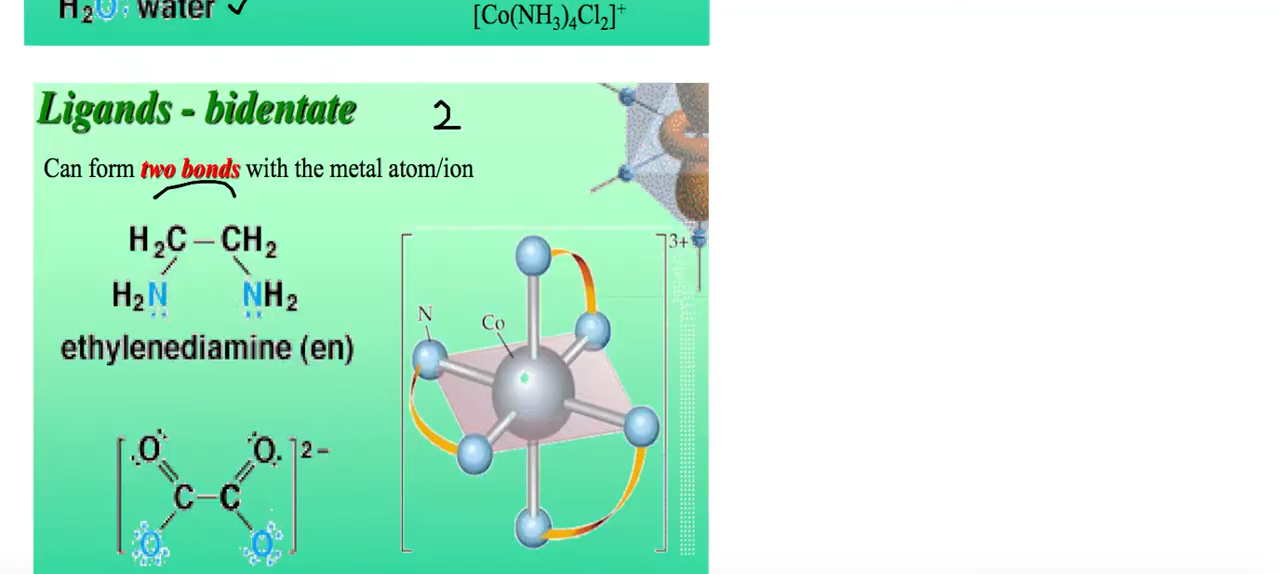 H₂O: water ✓
[Co(NH₃)₄Cl₂]⁺
Ligands - bidentate 2
Can form two bonds with the metal atom/ion
H₂C – CH₂
H₂N NH₂
ethylenediamine (en)
3+
N
Co
O O 2–
C–C
O O